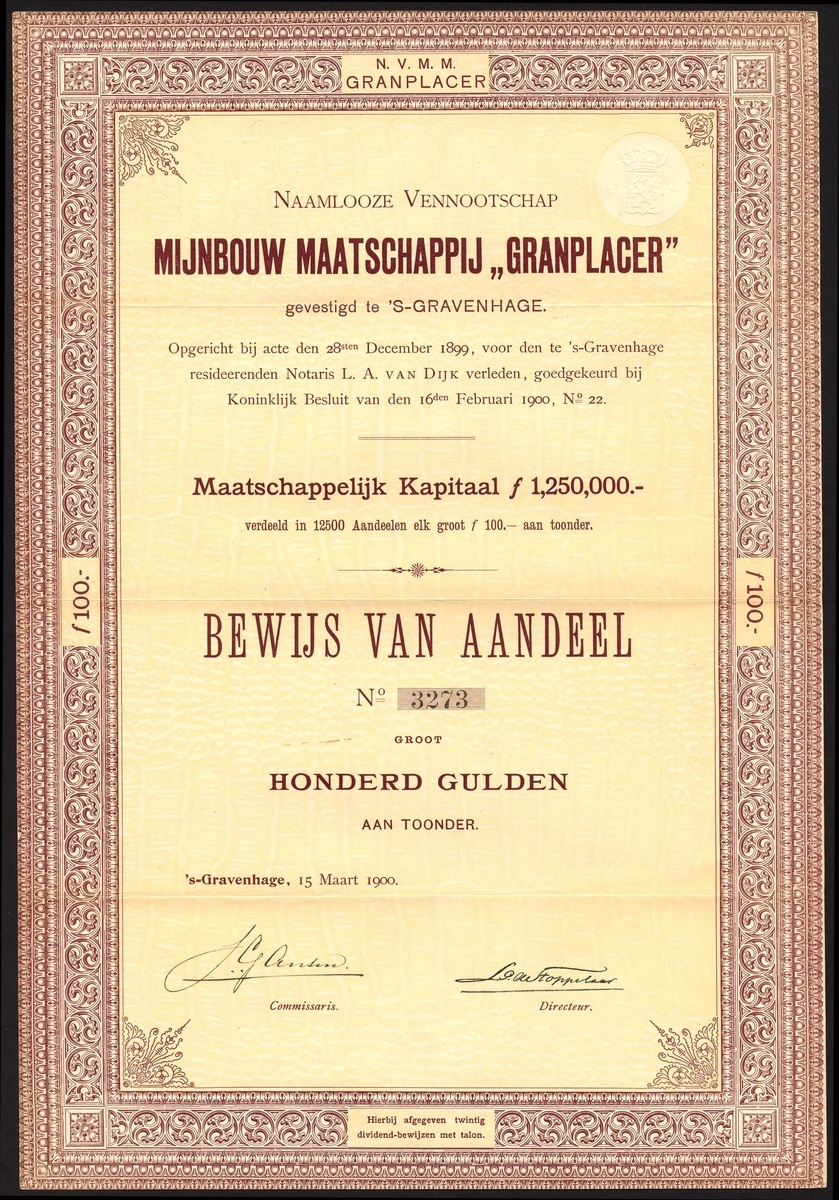 N. V. M. M.
GRANPLACER
NAAMLOOZE VENNOOTSCHAP
MIJNBOUW MAATSCHAPPIJ „GRANPLACER”
gevestigd te 'S-GRAVENHAGE.
Opgericht bij acte den 28sten December 1899, voor den te 's-Gravenhage
resideerenden Notaris L. A. VAN DIJK verleden, goedgekeurd bij
Koninklijk Besluit van den 16den Februari 1900, No 22.
Maatschappelijk Kapitaal ƒ 1,250,000.-
verdeeld in 12500 Aandeelen elk groot ƒ 100.— aan toonder.
ƒ 100.-
ƒ 100.-
BEWIJS VAN AANDEEL
No 3273
GROOT
HONDERD GULDEN
AAN TOONDER.
's-Gravenhage, 15 Maart 1900.
Commissaris.
Directeur.
Hierbij afgegeven twintig
dividend-bewijzen met talon.